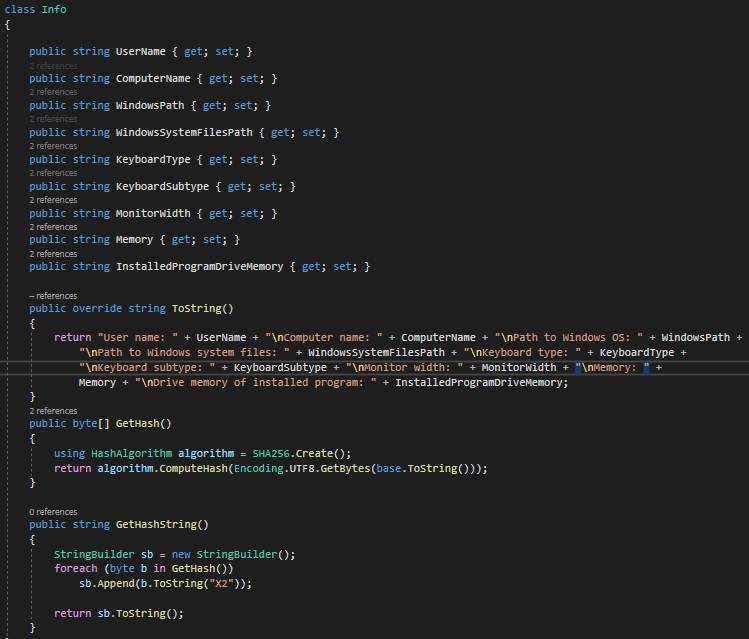 class Info
{
public string UserName { get; set; }
2 references
public string ComputerName { get; set; }
2 references
public string WindowsPath { get; set; }
2 references
public string WindowsSystemFilesPath { get; set; }
2 references
public string KeyboardType { get; set; }
2 references
public string KeyboardSubtype { get; set; }
2 references
public string MonitorWidth { get; set; }
2 references
public string Memory { get; set; }
2 references
public string InstalledProgramDriveMemory { get; set; }
– references
public override string ToString()
{
return "User name: " + UserName + "\nComputer name: " + ComputerName + "\nPath to Windows OS: " + WindowsPath +
"\nPath to Windows system files: " + WindowsSystemFilesPath + "\nKeyboard type: " + KeyboardType +
"\nKeyboard subtype: " + KeyboardSubtype + "\nMonitor width: " + MonitorWidth + "\nMemory: " +
Memory + "\nDrive memory of installed program: " + InstalledProgramDriveMemory;
}
2 references
public byte[] GetHash()
{
using HashAlgorithm algorithm = SHA256.Create();
return algorithm.ComputeHash(Encoding.UTF8.GetBytes(base.ToString()));
}
0 references
public string GetHashString()
{
StringBuilder sb = new StringBuilder();
foreach (byte b in GetHash())
sb.Append(b.ToString("X2"));
return sb.ToString();
}